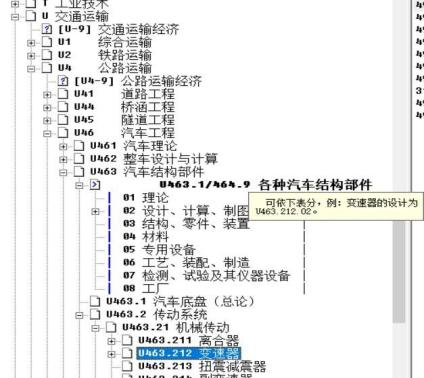 T 工业技术
U 交通运输
[U-9] 交通运输经济
U1 综合运输
U2 铁路运输
U4 公路运输
[U4-9] 公路运输经济
U41 道路工程
U44 桥涵工程
U45 隧道工程
U46 汽车工程
U461 汽车理论
U462 整车设计与计算
U463 汽车结构部件
U463.1/464.9 各种汽车结构部件
01 理论
02 设计、计算、制图
可依下表分，例：变速器的设计为
U463.212.02。
03 结构、零件、装置
04 材料
05 专用设备
06 工艺、装配、制造
07 检测、试验及其仪器设备
08 工厂
U463.1 汽车底盘（总论）
U463.2 传动系统
U463.21 机械传动
U463.211 离合器
U463.212 变速器
U463.213 扭震减震器